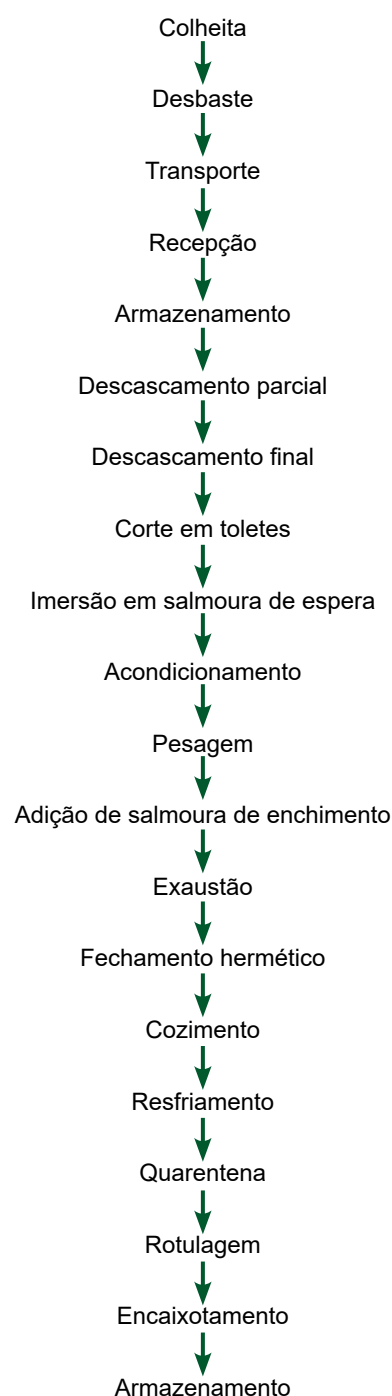 Colheita
Desbaste
Transporte
Recepção
Armazenamento
Descascamento parcial
Descascamento final
Corte em toletes
Imersão em salmoura de espera
Acondicionamento
Pesagem
Adição de salmoura de enchimento
Exaustão
Fechamento hermético
Cozimento
Resfriamento
Quarentena
Rotulagem
Encaixotamento
Armazenamento